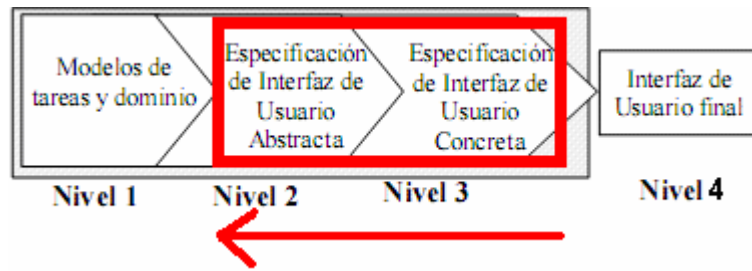 Modelos de
tareas y dominio
Especificación
de Interfaz de
Usuario
Abstracta
Especificación
de Interfaz de
Usuario
Concreta
Interfaz de
Usuario final
Nivel 1
Nivel 2
Nivel 3
Nivel 4